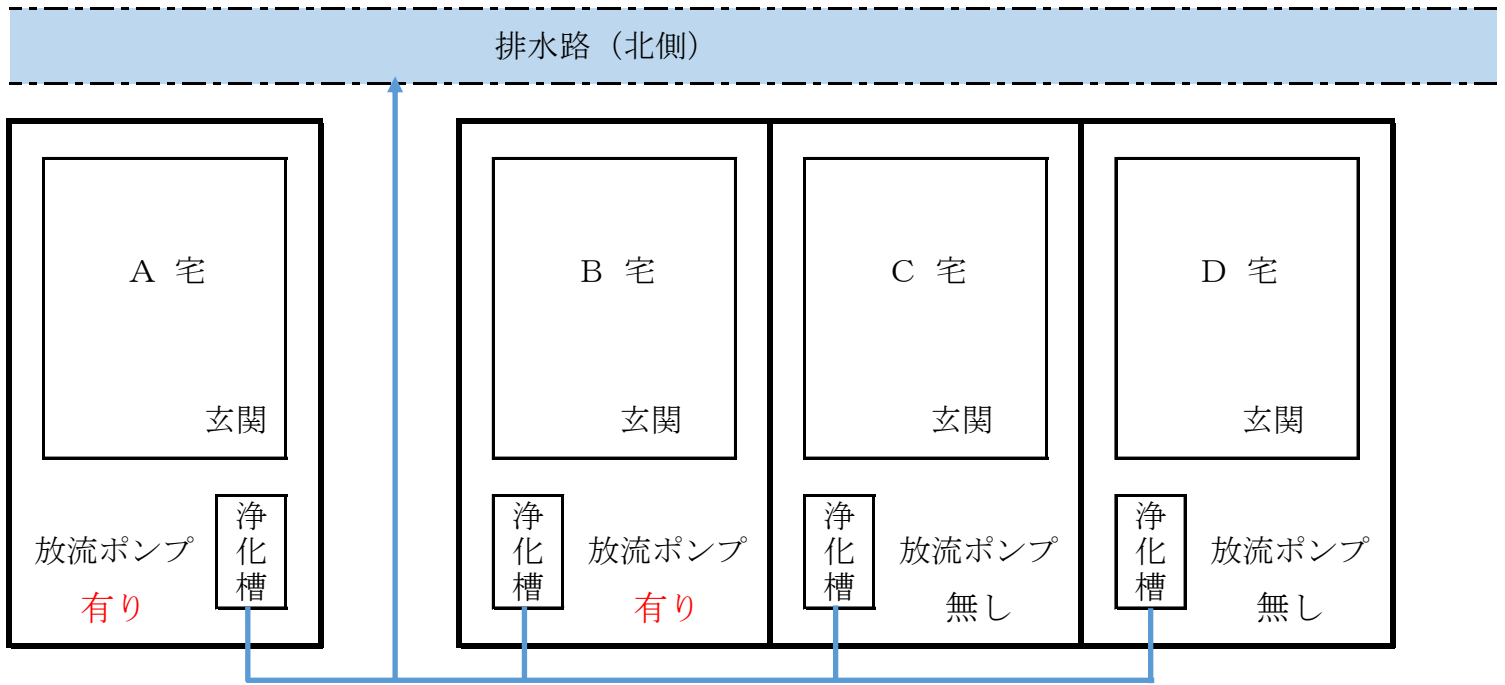 排水路（北側）
A 宅
B 宅
C 宅
D 宅
玄関
玄関
玄関
玄関
放流ポンプ
有り
浄化槽
浄化槽
放流ポンプ
有り
浄化槽
放流ポンプ
無し
浄化槽
放流ポンプ
無し